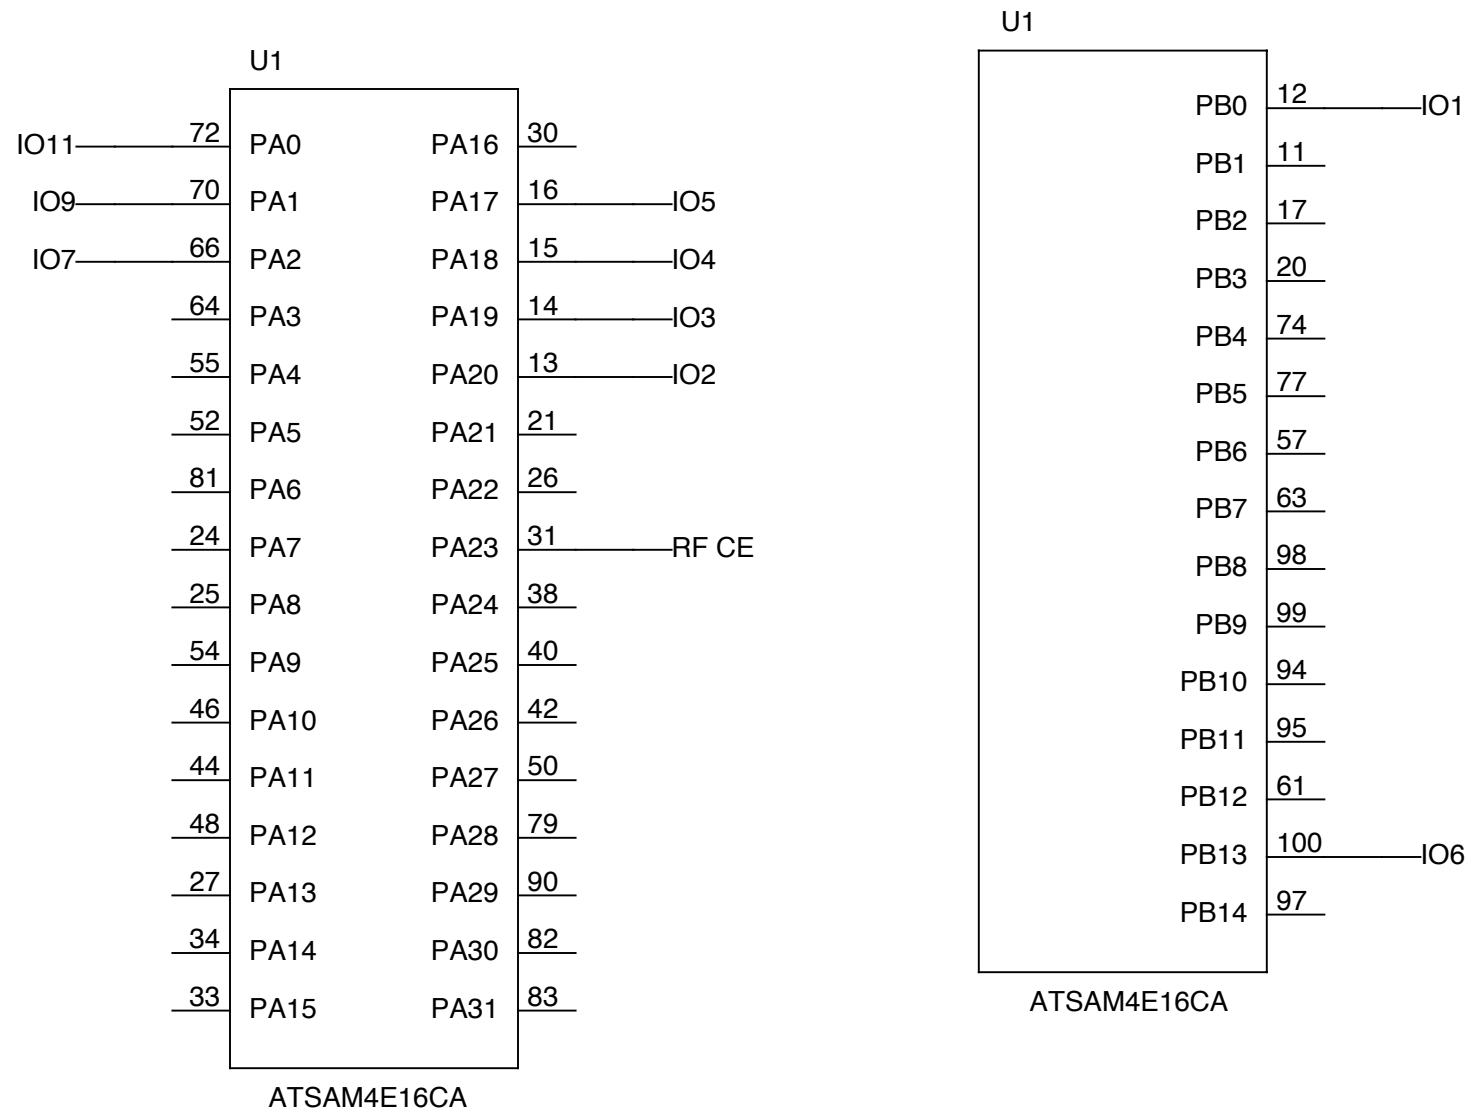 U1
IO11 72 PA0 PA16 30
IO9 70 PA1 PA17 16 IO5
IO7 66 PA2 PA18 15 IO4
64 PA3 PA19 14 IO3
55 PA4 PA20 13 IO2
52 PA5 PA21 21
81 PA6 PA22 26
24 PA7 PA23 31 RF CE
25 PA8 PA24 38
54 PA9 PA25 40
46 PA10 PA26 42
44 PA11 PA27 50
48 PA12 PA28 79
27 PA13 PA29 90
34 PA14 PA30 82
33 PA15 PA31 83
ATSAM4E16CA
U1
PB0 12 IO1
PB1 11
PB2 17
PB3 20
PB4 74
PB5 77
PB6 57
PB7 63
PB8 98
PB9 99
PB10 94
PB11 95
PB12 61
PB13 100 IO6
PB14 97
ATSAM4E16CA